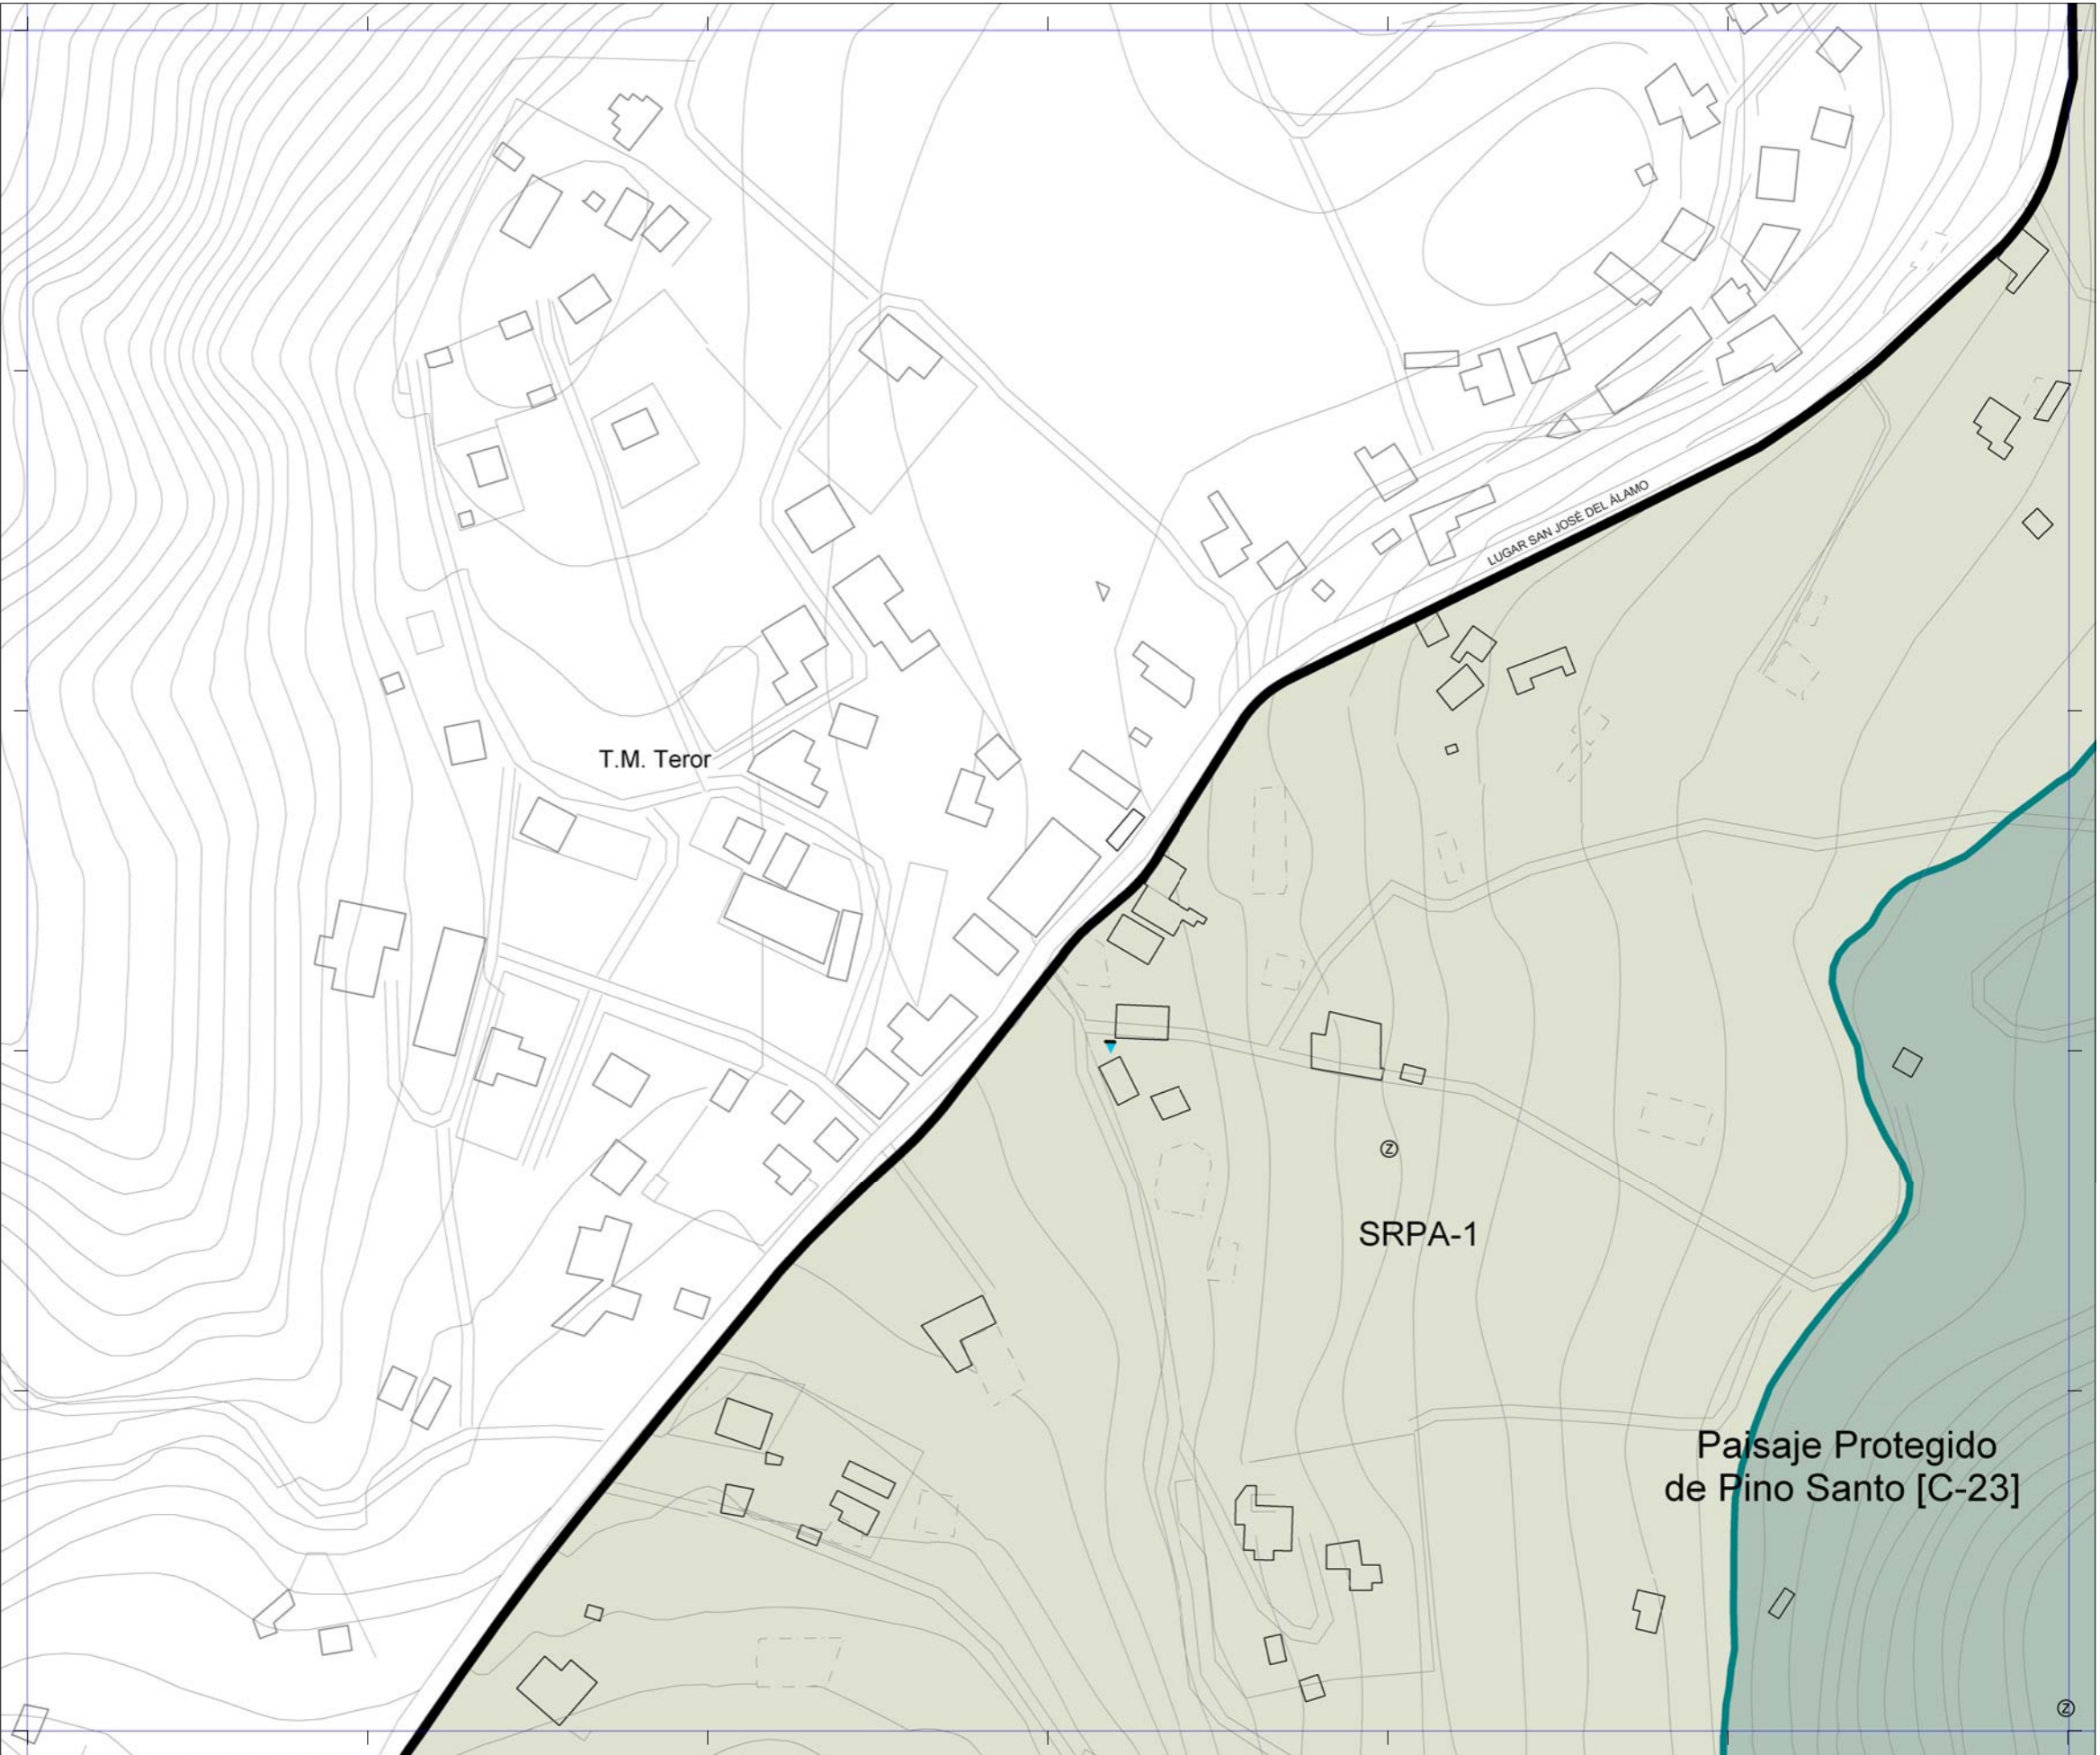 LUGAR SAN JOSÉ DEL ÁLAMO
T.M. Teror
Z
SRPA-1
Paisaje Protegido
de Pino Santo [C-23]
Z